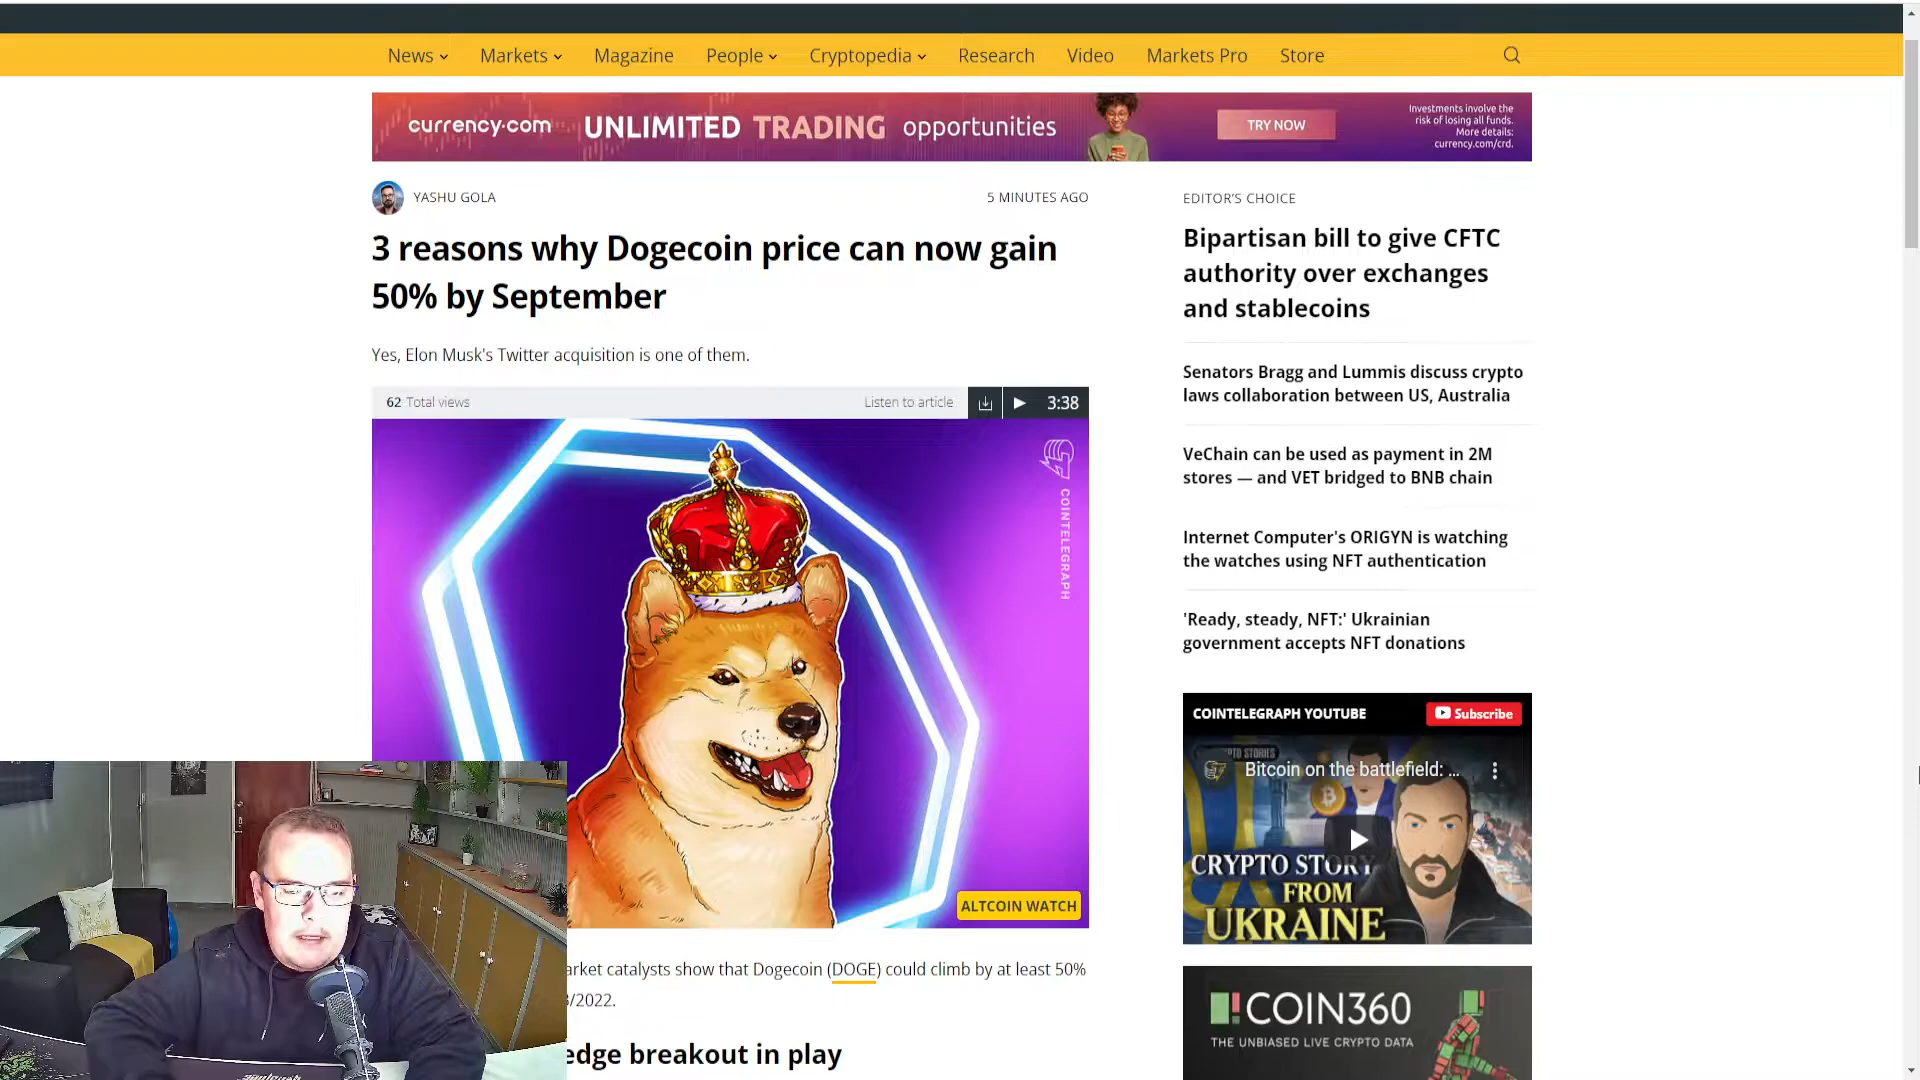 News Markets Magazine People Cryptopedia Research Video Markets Pro Store
currency.com UNLIMITED TRADING opportunities TRY NOW
Investments involve the
risk of losing all funds.
More details:
currency.com/crd.
YASHU GOLA
5 MINUTES AGO
3 reasons why Dogecoin price can now gain
50% by September
Yes, Elon Musk's Twitter acquisition is one of them.
62 Total views
Listen to article
3:38
COINTELEGRAPH
ALTCOIN WATCH
arket catalysts show that Dogecoin (DOGE) could climb by at least 50%
/2022.
edge breakout in play
EDITOR'S CHOICE
Bipartisan bill to give CFTC
authority over exchanges
and stablecoins
Senators Bragg and Lummis discuss crypto
laws collaboration between US, Australia
VeChain can be used as payment in 2M
stores — and VET bridged to BNB chain
Internet Computer's ORIGYN is watching
the watches using NFT authentication
'Ready, steady, NFT:' Ukrainian
government accepts NFT donations
COINTELEGRAPH YOUTUBE
Subscribe
Bitcoin on the battlefield: ...
CRYPTO STORY
FROM
UKRAINE
COIN360
THE UNBIASED LIVE CRYPTO DATA